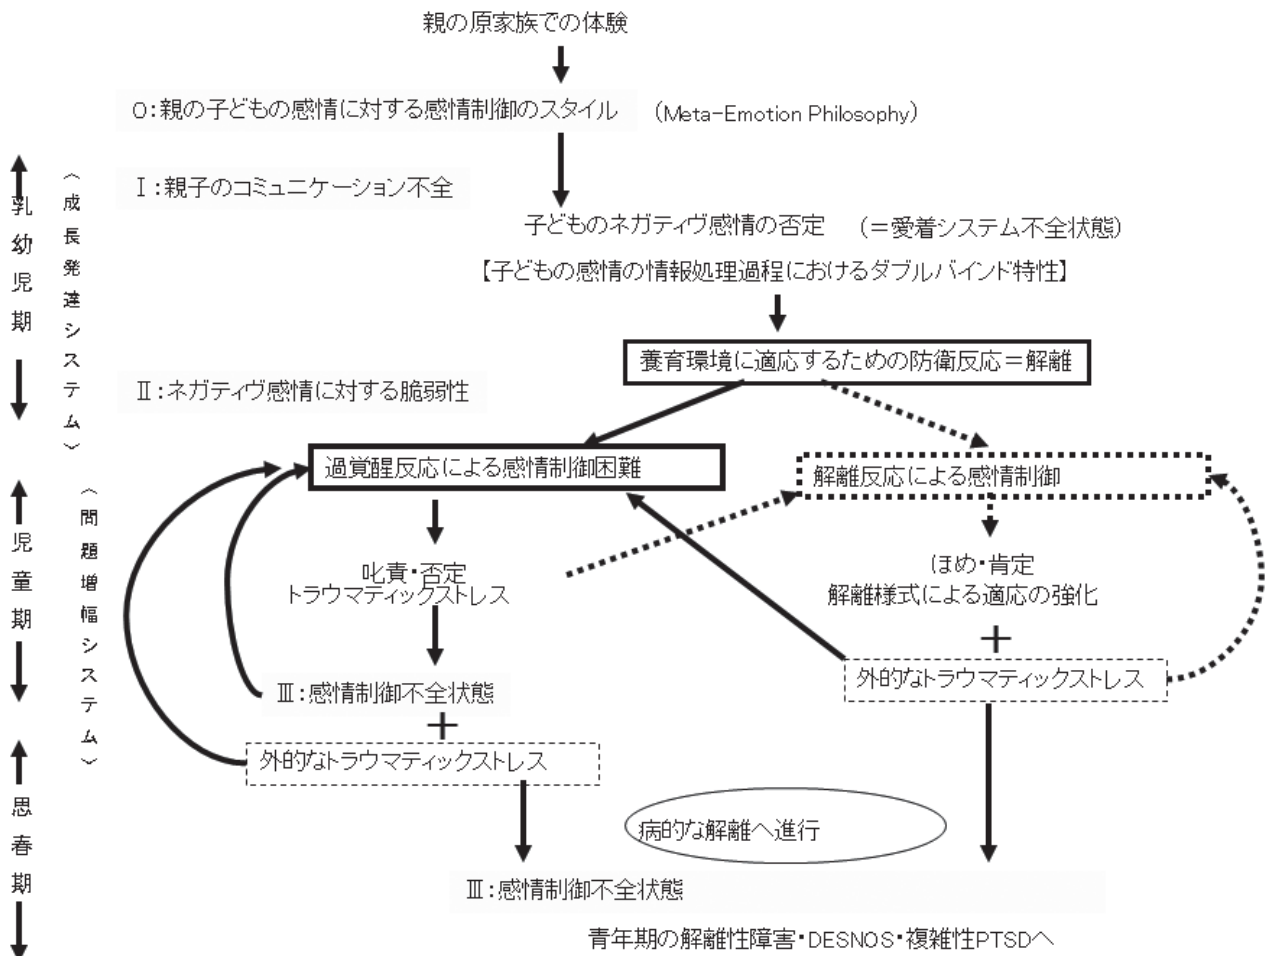 親の原家族での体験
0:親の子どもの感情に対する感情制御のスタイル (Meta-Emotion Philosophy)
Ⅰ:親子のコミュニケーション不全
子どものネガティヴ感情の否定 (=愛着システム不全状態)
【子どもの感情の情報処理過程におけるダブルバインド特性】
乳幼児期
〈成長発達システム〉
養育環境に適応するための防衛反応=解離
Ⅱ:ネガティヴ感情に対する脆弱性
過覚醒反応による感情制御困難
解離反応による感情制御
児童期
〈問題増幅システム〉
叱責・否定
トラウマティックストレス
ほめ・肯定
解離様式による適応の強化
+
外的なトラウマティックストレス
Ⅲ:感情制御不全状態
+
外的なトラウマティックストレス
思春期
病的な解離へ進行
Ⅲ:感情制御不全状態
青年期の解離性障害・DESNOS・複雑性PTSDへ